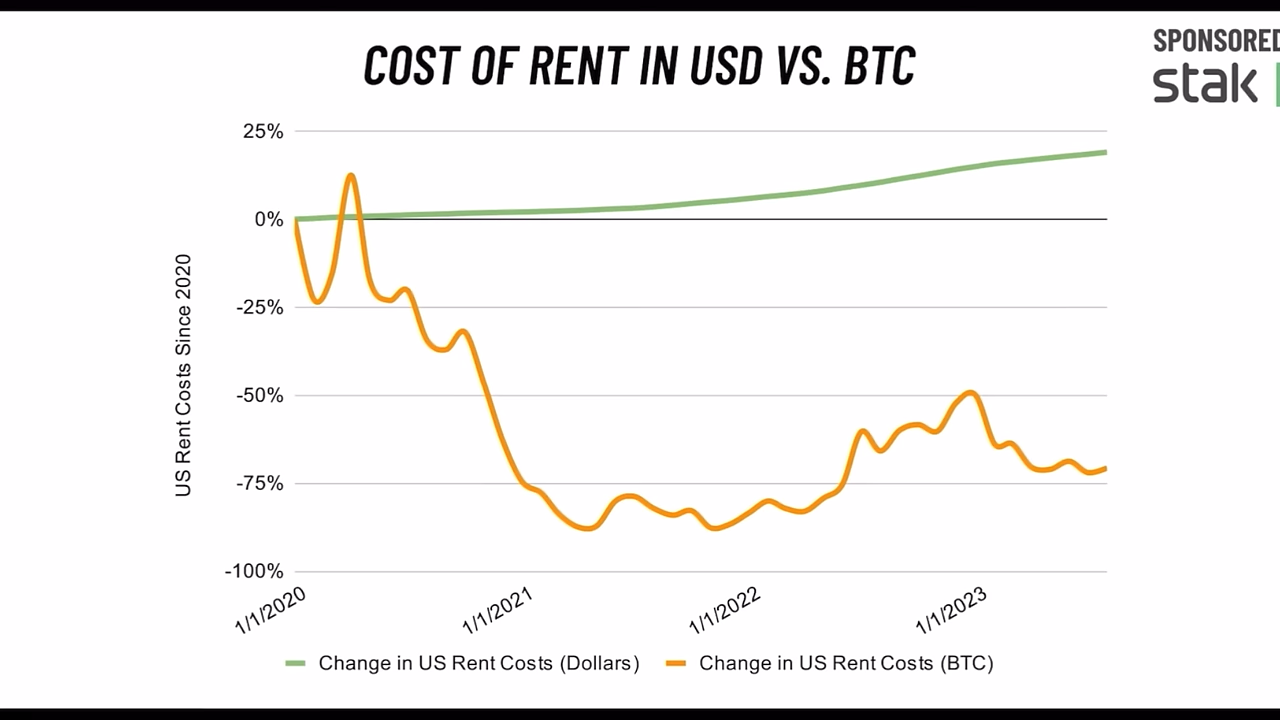 COST OF RENT IN USD VS. BTC
SPONSORED
stak
25%
0%
-25%
-50%
-75%
-100%
US Rent Costs Since 2020
1/1/2020
1/1/2021
1/1/2022
1/1/2023
Change in US Rent Costs (Dollars)
Change in US Rent Costs (BTC)